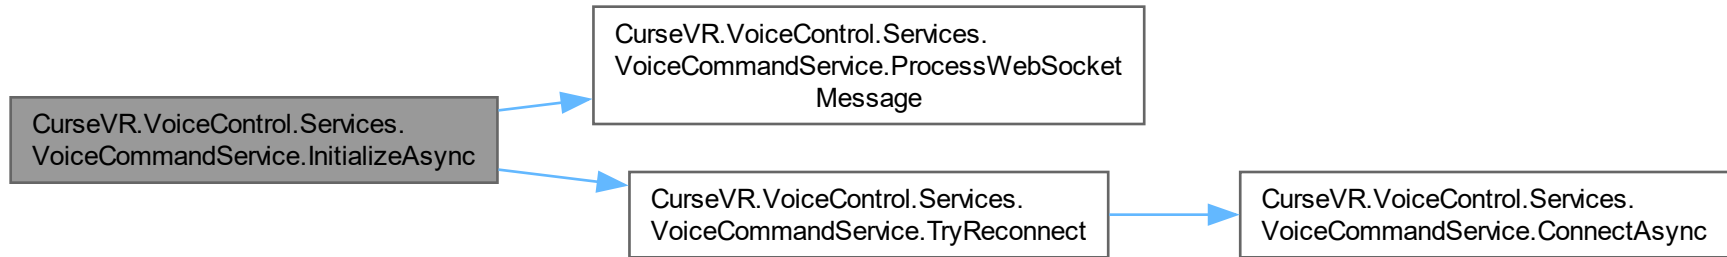 CurseVR.VoiceControl.Services.
VoiceCommandService.InitializeAsync
CurseVR.VoiceControl.Services.
VoiceCommandService.ProcessWebSocket
Message
CurseVR.VoiceControl.Services.
VoiceCommandService.TryReconnect
CurseVR.VoiceControl.Services.
VoiceCommandService.ConnectAsync